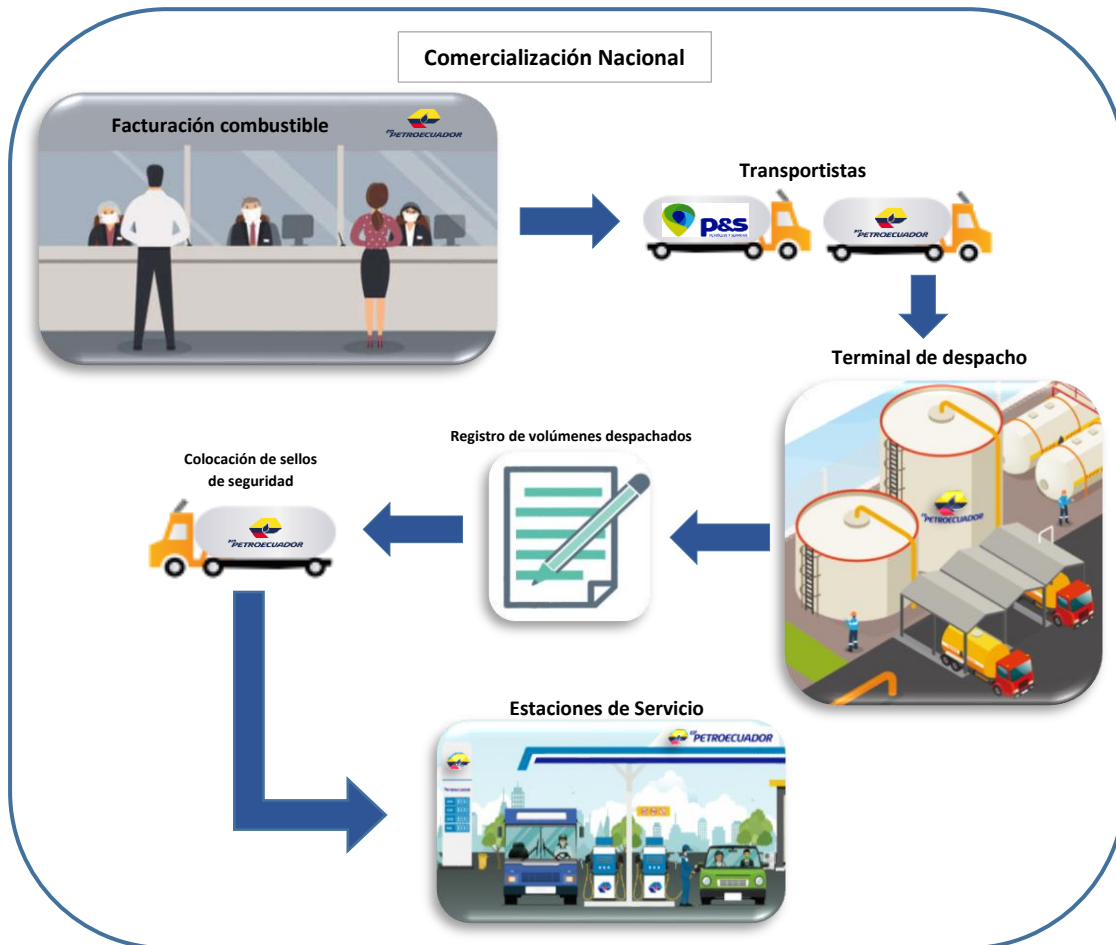 Comercialización Nacional
Facturación combustible
EP PETROECUADOR
Transportistas
p&s
EP PETROECUADOR
Terminal de despacho
Registro de volúmenes despachados
Colocación de sellos
de seguridad
EP PETROECUADOR
EP PETROECUADOR
Estaciones de Servicio
EP PETROECUADOR